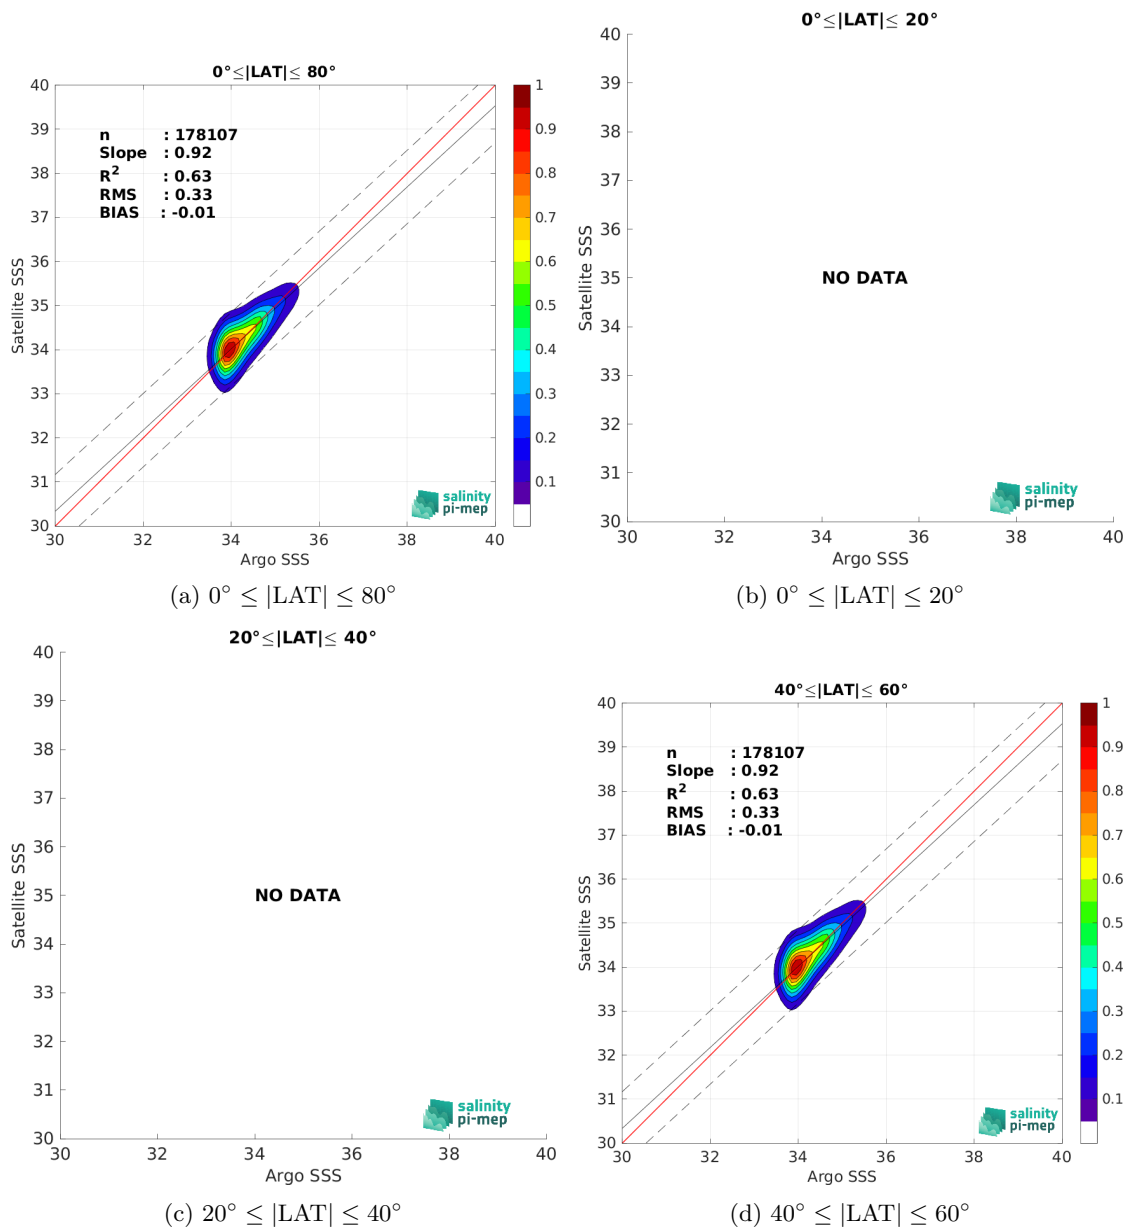 0°≤|LAT|≤ 80°
40
39
38
37
36
35
34
33
32
31
30
Satellite SSS
n : 178107
Slope : 0.92
R² : 0.63
RMS : 0.33
BIAS : -0.01
salinity
pi-mep
30 32 34 36 38 40
Argo SSS
1
0.9
0.8
0.7
0.6
0.5
0.4
0.3
0.2
0.1
(a) 0° ≤ |LAT| ≤ 80°
0°≤|LAT|≤ 20°
40
39
38
37
36
35
34
33
32
31
30
Satellite SSS
NO DATA
salinity
pi-mep
30 32 34 36 38 40
Argo SSS
(b) 0° ≤ |LAT| ≤ 20°
20°≤|LAT|≤ 40°
40
39
38
37
36
35
34
33
32
31
30
Satellite SSS
NO DATA
salinity
pi-mep
30 32 34 36 38 40
Argo SSS
(c) 20° ≤ |LAT| ≤ 40°
40°≤|LAT|≤ 60°
40
39
38
37
36
35
34
33
32
31
30
Satellite SSS
n : 178107
Slope : 0.92
R² : 0.63
RMS : 0.33
BIAS : -0.01
salinity
pi-mep
30 32 34 36 38 40
Argo SSS
1
0.9
0.8
0.7
0.6
0.5
0.4
0.3
0.2
0.1
(d) 40° ≤ |LAT| ≤ 60°